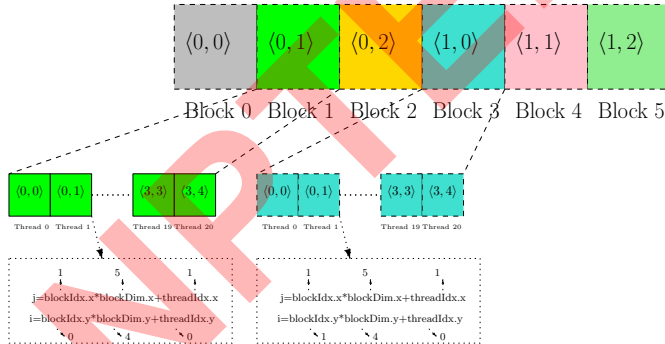 ⟨0, 0⟩ ⟨0, 1⟩ ⟨0, 2⟩ ⟨1, 0⟩ ⟨1, 1⟩ ⟨1, 2⟩
Block 0 Block 1 Block 2 Block 3 Block 4 Block 5
⟨0, 0⟩ ⟨0, 1⟩ ⟨3, 3⟩ ⟨3, 4⟩ ⟨0, 0⟩ ⟨0, 1⟩ ⟨3, 3⟩ ⟨3, 4⟩
Thread 0 Thread 1 Thread 19 Thread 20 Thread 0 Thread 1 Thread 19 Thread 20
1 5 1
j=blockIdx.x*blockDim.x+threadIdx.x
i=blockIdx.y*blockDim.y+threadIdx.y
0 4 0
1 5 1
j=blockIdx.x*blockDim.x+threadIdx.x
i=blockIdx.y*blockDim.y+threadIdx.y
1 4 0
NPTEL